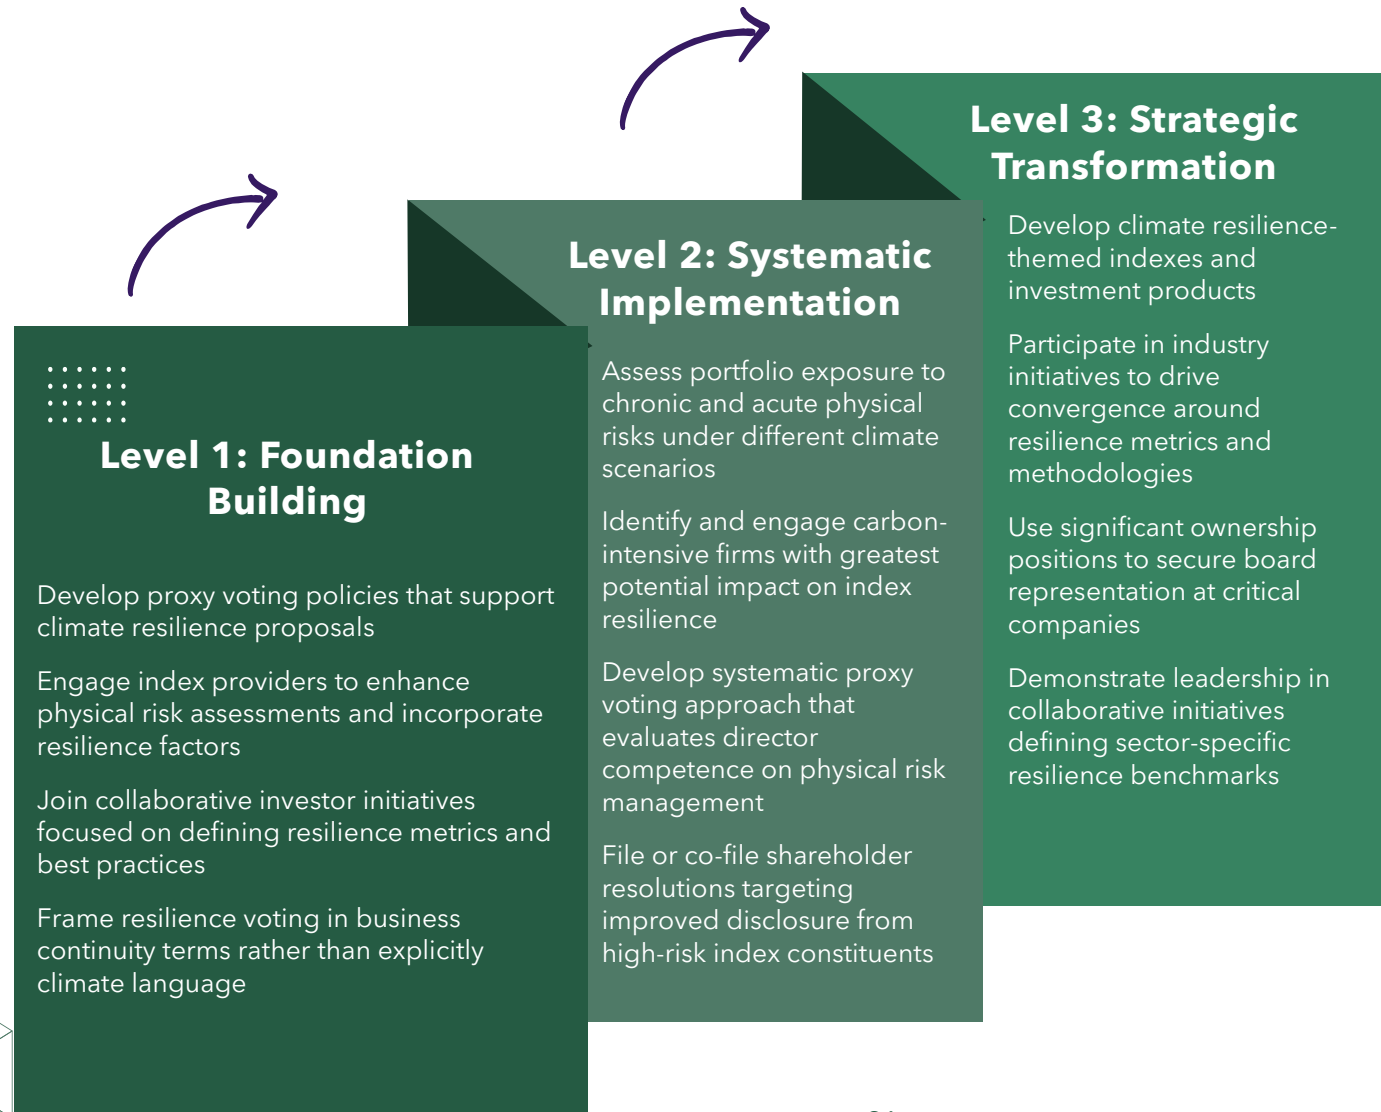 Level 1: Foundation
Building
Develop proxy voting policies that support
climate resilience proposals
Engage index providers to enhance
physical risk assessments and incorporate
resilience factors
Join collaborative investor initiatives
focused on defining resilience metrics and
best practices
Frame resilience voting in business
continuity terms rather than explicitly
climate language
Level 2: Systematic
Implementation
Assess portfolio exposure to
chronic and acute physical
risks under different climate
scenarios
Identify and engage carbon-
intensive firms with greatest
potential impact on index
resilience
Develop systematic proxy
voting approach that
evaluates director
competence on physical risk
management
File or co-file shareholder
resolutions targeting
improved disclosure from
high-risk index constituents
Level 3: Strategic
Transformation
Develop climate resilience-
themed indexes and
investment products
Participate in industry
initiatives to drive
convergence around
resilience metrics and
methodologies
Use significant ownership
positions to secure board
representation at critical
companies
Demonstrate leadership in
collaborative initiatives
defining sector-specific
resilience benchmarks